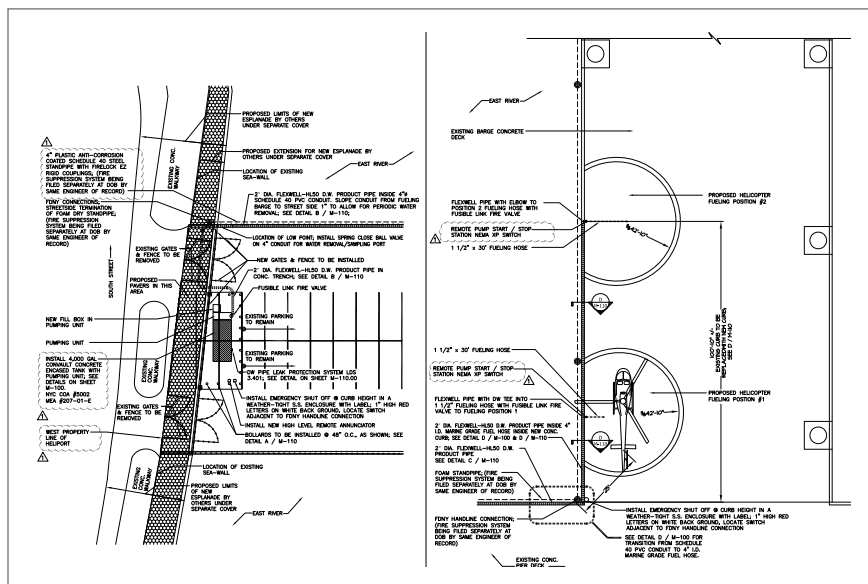 PROPOSED LIMITS OF NEW
ESPLANADE BY
OTHERS UNDER
SEPARATE COVER
EAST RIVER
PROPOSED EXTENSION FOR NEW ESPLANADE BY
OTHERS UNDER SEPARATE COVER
EAST RIVER
LOCATION OF EXISTING
SEA-WALL
4" PLASTIC ANTI-CORROSION
COATED SCHEDULE 40 STEEL
STANDPIPE WITH FIRELOCK EZ
RIGID COUPLINGS; (FIRE
SUPPRESSION SYSTEM BEING
FILED SEPARATELY AT DOB BY
SAME ENGINEER OF RECORD)
EXISTING CONC.
WALKWAY
2" DIA. FLEXWELL-HL50 D.W. PRODUCT PIPE INSIDE 4"Ø
SCHEDULE 40 PVC CONDUIT. SLOPE CONDUIT FROM FUELING
BARGE TO STREET SIDE 1" TO ALLOW FOR PERIODIC WATER
REMOVAL; SEE DETAIL B / M-110;
FDNY CONNECTIONS,
STREETSIDE TERMINATION
OF FOAM DRY STANDPIPE;
(FIRE SUPPRESSION
SYSTEM BEING FILED
SEPARATELY AT DOB BY
SAME ENGINEER OF
RECORD)
LOCATION OF LOW POINT, INSTALL SPRING CLOSE BALL VALVE
ON 4" CONDUIT FOR WATER REMOVAL/SAMPLING PORT
EXISTING GATES
& FENCE TO BE
REMOVED
NEW GATES & FENCE TO BE INSTALLED
2" DIA. FLEXWELL-HL50 D.W. PRODUCT PIPE IN
CONC. TRENCH; SEE DETAIL B / M-110
SOUTH STREET
PROPOSED
PAVERS IN THIS
AREA
FUSIBLE LINK FIRE VALVE
NEW FILL BOX IN
PUMPING UNIT
EXISTING PARKING
TO REMAIN
PUMPING UNIT
EXISTING PARKING
TO REMAIN
INSTALL 4,000 GAL
CONVAULT CONCRETE
ENCASED TANK WITH
PUMPING UNIT; SEE
DETAILS ON SHEET
M-100.
NYC COA #5002
MEA #207-01-E
EXISTING CONC.
WALKWAY
DW PIPE LEAK PROTECTION SYSTEM LDS
3.401; SEE DETAIL ON SHEET M-110.00
INSTALL EMERGENCY SHUT OFF @ CURB HEIGHT IN A
WEATHER-TIGHT S.S. ENCLOSURE WITH LABEL; 1" HIGH RED
LETTERS ON WHITE BACK GROUND, LOCATE SWITCH
ADJACENT TO FDNY HANDLINE CONNECTION
EXISTING GATES
& FENCE TO BE
REMOVED
INSTALL NEW HIGH LEVEL REMOTE ANNUNCIATOR
BOLLARDS TO BE INSTALLED @ 48" O.C., AS SHOWN; SEE
DETAIL A / M-110
WEST PROPERTY
LINE OF
HELIPORT
EXISTING CONC.
WALKWAY
LOCATION OF EXISTING
SEA-WALL
PROPOSED LIMITS
OF NEW
ESPLANADE BY
OTHERS UNDER
SEPARATE COVER
EAST RIVER
EAST RIVER
EXISTING BARGE CONCRETE
DECK
FLEXWELL PIPE WITH ELBOW TO
POSITION 2 FUELING HOSE WITH
FUSIBLE LINK FIRE VALVE
PROPOSED HELICOPTER
FUELING POSITION #2
REMOTE PUMP START / STOP
STATION NEMA XP SWITCH
1 1/2" x 30' FUELING HOSE
D
M-110
EXISTING CURB TO BE
REPLACED WITH NEW CURB;
SEE D / M-110
1 1/2" x 30' FUELING HOSE
REMOTE PUMP START / STOP
STATION NEMA XP SWITCH
PROPOSED HELICOPTER
FUELING POSITION #1
FLEXWELL PIPE WITH DW TEE INTO
1 1/2" FUELING HOSE WITH FUSIBLE LINK FIRE
VALVE TO FUELING POSITION 1
2" DIA. FLEXWELL-HL50 D.W. PRODUCT PIPE INSIDE 4"
I.D. MARINE GRADE FUEL HOSE INSIDE NEW CONC.
CURB; SEE DETAIL D / M-100 & D / M-110
D
M-110
2" DIA. FLEXWELL-HL50 D.W.
PRODUCT PIPE
SEE DETAIL C / M-110
FOAM STANDPIPE; (FIRE
SUPPRESSION SYSTEM BEING
FILED SEPARATELY AT DOB BY
SAME ENGINEER OF RECORD)
25'
FDNY HANDLINE CONNECTION;
(FIRE SUPPRESSION SYSTEM
BEING FILED SEPARATELY AT
DOB BY SAME ENGINEER OF
RECORD)
INSTALL EMERGENCY SHUT OFF @ CURB HEIGHT IN A
WEATHER-TIGHT S.S. ENCLOSURE WITH LABEL; 1" HIGH RED
LETTERS ON WHITE BACK GROUND, LOCATE SWITCH
ADJACENT TO FDNY HANDLINE CONNECTION
SEE DETAIL D / M-100 FOR
TRANSITION FROM SCHEDULE
40 PVC CONDUIT TO 4" I.D.
MARINE GRADE FUEL HOSE.
EXISTING CONC.
PIER DECK